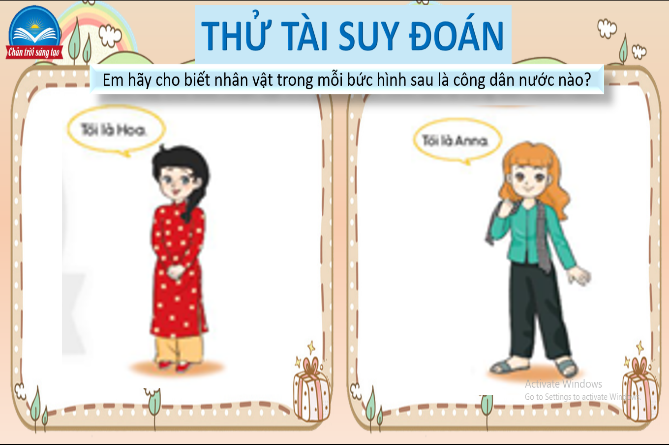 Chân trời sáng tạo
THỬ TÀI SUY ĐOÁN
Em hãy cho biết nhân vật trong mỗi bức hình sau là công dân nước nào?
Tôi là Hoa.
Tôi là Anna.
Activate Windows
Go to Settings to activate Windows.